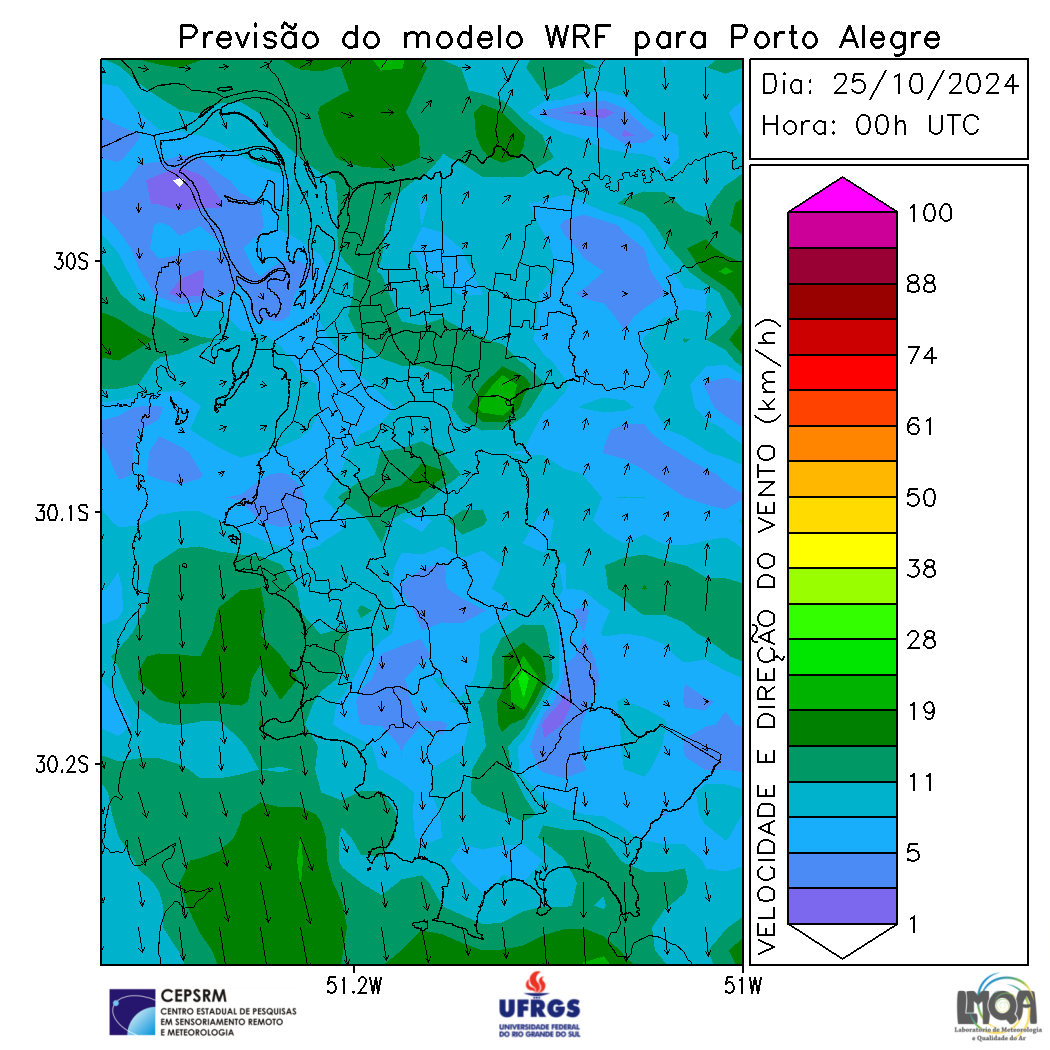 Previsão do modelo WRF para Porto Alegre
Dia: 25/10/2024
Hora: 00h UTC
30S
30.1S
30.2S
51.2W
51W
VELOCIDADE E DIREÇÃO DO VENTO (km/h)
100
88
74
61
50
38
28
19
11
5
1
CEPSRM
CENTRO ESTADUAL DE PESQUISAS
EM SENSORIAMENTO REMOTO
E METEOROLOGIA
UFRGS
UNIVERSIDADE FEDERAL
DO RIO GRANDE DO SUL
LMQA
Laboratório de Meteorologia
e Qualidade do Ar